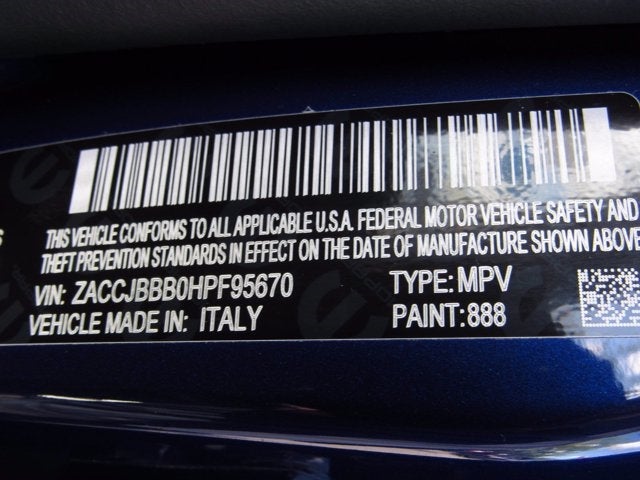 THIS VEHICLE CONFORMS TO ALL APPLICABLE U.S.A. FEDERAL MOTOR VEHICLE SAFETY AND
THEFT PREVENTION STANDARDS IN EFFECT ON THE DATE OF MANUFACTURE SHOWN ABOVE
VIN: ZACCJBBB0HPF95670 TYPE: MPV
VEHICLE MADE IN: ITALY PAINT: 888